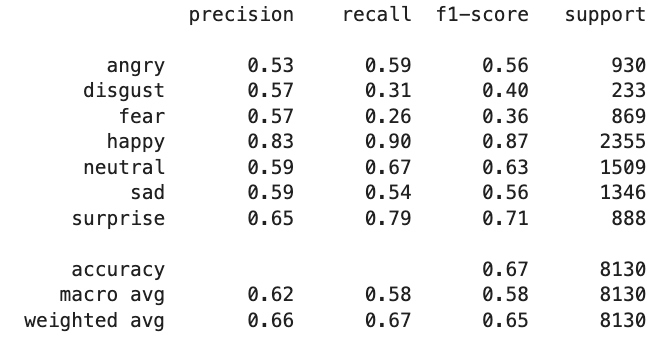 precision recall f1-score support
angry 0.53 0.59 0.56 930
disgust 0.57 0.31 0.40 233
fear 0.57 0.26 0.36 869
happy 0.83 0.90 0.87 2355
neutral 0.59 0.67 0.63 1509
sad 0.59 0.54 0.56 1346
surprise 0.65 0.79 0.71 888
accuracy 0.67 8130
macro avg 0.62 0.58 0.58 8130
weighted avg 0.66 0.67 0.65 8130